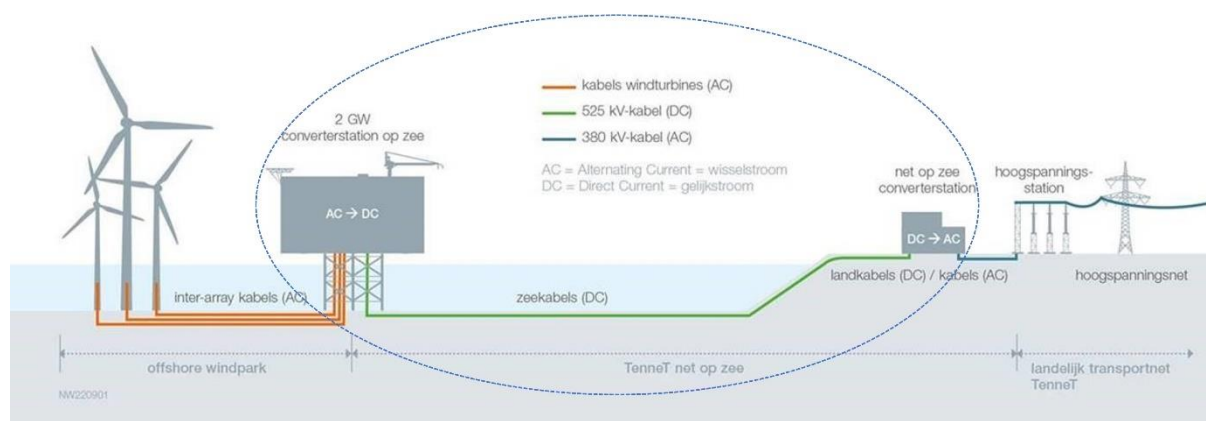 kabels windturbines (AC)
525 kV-kabel (DC)
380 kV-kabel (AC)
AC = Alternating Current = wisselstroom
DC = Direct Current = gelijkstroom
2 GW
converterstation op zee
AC → DC
net op zee
converterstation
DC → AC
hoogspannings-
station
inter-array kabels (AC)
zeekabels (DC)
landkabels (DC) / kabels (AC)
hoogspanningsnet
offshore windpark
TenneT net op zee
landelijk transportnet
TenneT
NW220901